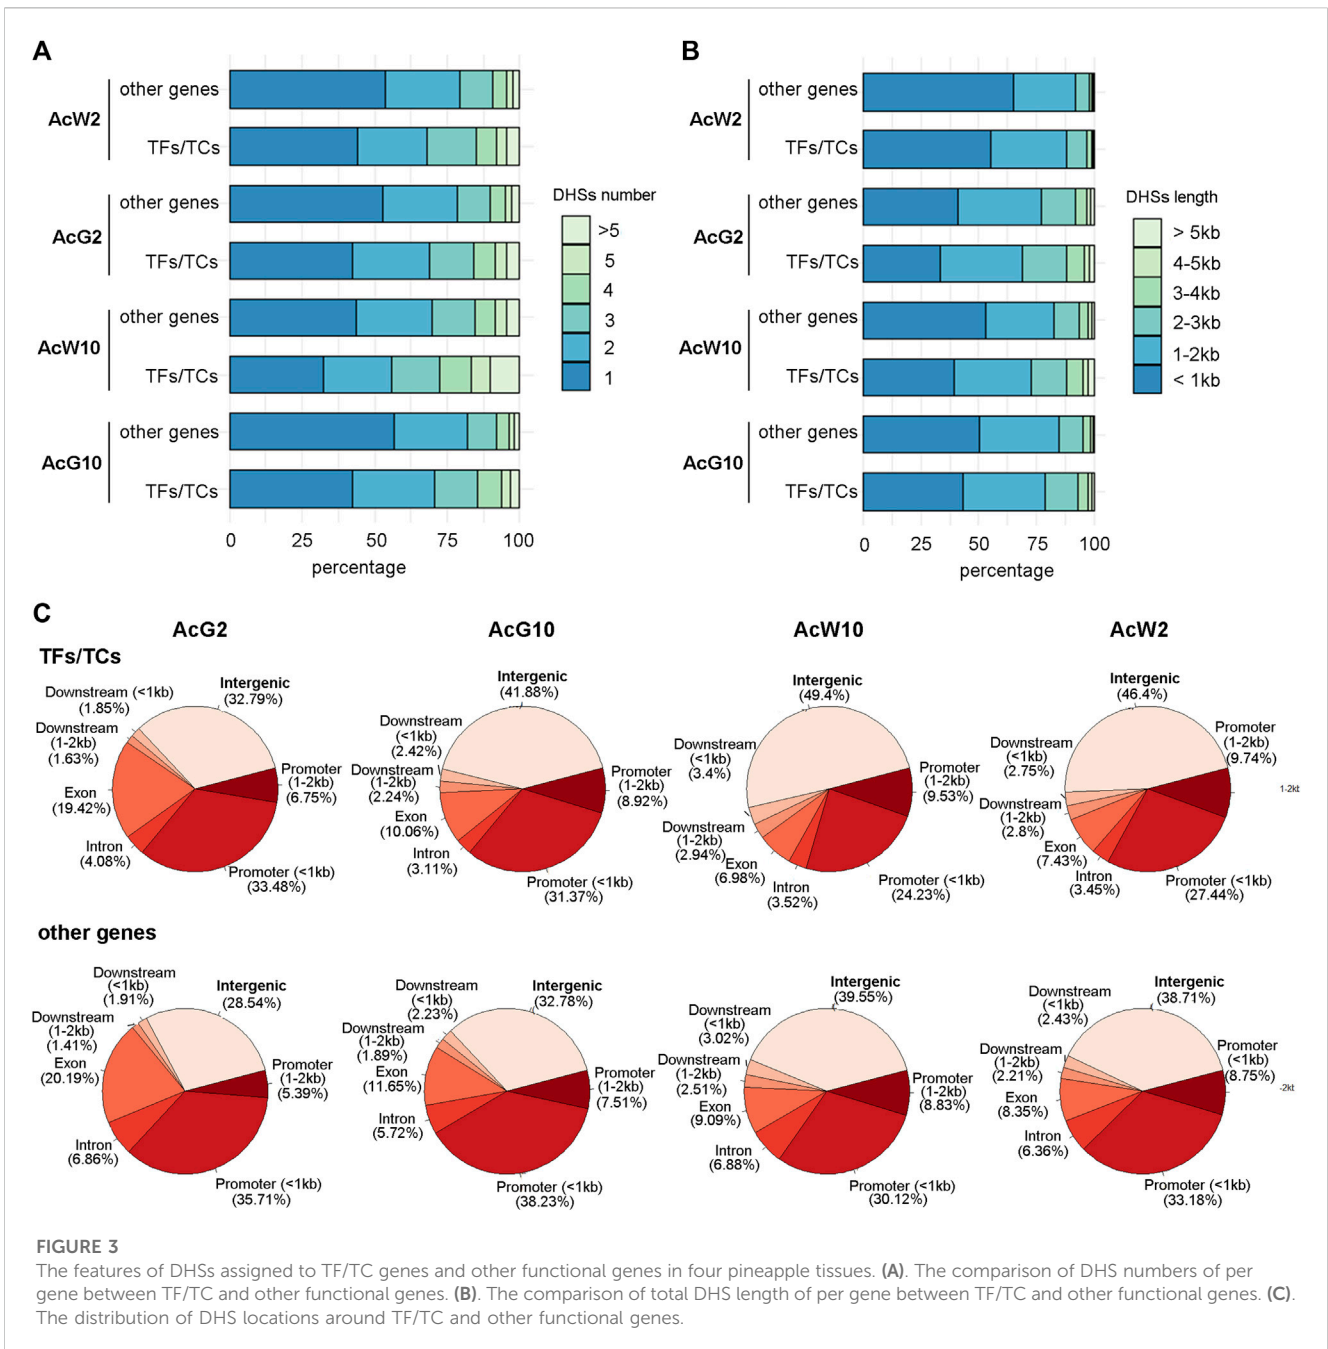 A
B
other genes
AcW2
TFs/TCs
other genes
AcG2
TFs/TCs
other genes
AcW10
TFs/TCs
other genes
AcG10
TFs/TCs
0 25 50 75 100
percentage
DHSs number
>5
5
4
3
2
1
other genes
AcW2
TFs/TCs
other genes
AcG2
TFs/TCs
other genes
AcW10
TFs/TCs
other genes
AcG10
TFs/TCs
0 25 50 75 100
percentage
DHSs length
> 5kb
4-5kb
3-4kb
2-3kb
1-2kb
< 1kb
C
AcG2
AcG10
AcW10
AcW2
TFs/TCs
Downstream (<1kb)
(1.85%)
Intergenic
(32.79%)
Downstream
(1-2kb)
(1.63%)
Promoter
(1-2kb)
(6.75%)
Exon
(19.42%)
Intron
(4.08%)
Promoter (<1kb)
(33.48%)
Intergenic
(41.88%)
Downstream
(<1kb)
(2.42%)
Downstream
(1-2kb)
(2.24%)
Promoter
(1-2kb)
(8.92%)
Exon
(10.06%)
Intron
(3.11%)
Promoter (<1kb)
(31.37%)
Intergenic
(49.4%)
Downstream
(<1kb)
(3.4%)
Promoter
(1-2kb)
(9.53%)
Downstream
(1-2kb)
(2.94%)
Exon
(6.98%)
Intron
(3.52%)
Promoter (<1kb)
(24.23%)
Intergenic
(46.4%)
Promoter
(1-2kb)
(9.74%)
Downstream
(<1kb)
(2.75%)
1-2kt
Downstream
(1-2kb)
(2.8%)
Exon
(7.43%)
Intron
(3.45%)
Promoter (<1kb)
(27.44%)
other genes
Downstream
(<1kb)
(1.91%)
Intergenic
(28.54%)
Downstream
(1-2kb)
(1.41%)
Exon
(20.19%)
Promoter
(1-2kb)
(5.39%)
Intron
(6.86%)
Promoter (<1kb)
(35.71%)
Downstream
(<1kb)
(2.23%)
Intergenic
(32.78%)
Downstream
(1-2kb)
(1.89%)
Exon
(11.65%)
Promoter
(1-2kb)
(7.51%)
Intron
(5.72%)
Promoter (<1kb)
(38.23%)
Intergenic
(39.55%)
Downstream
(<1kb)
(3.02%)
Downstream
(1-2kb)
(2.51%)
Promoter
(1-2kb)
(8.83%)
Exon
(9.09%)
Intron
(6.88%)
Promoter (<1kb)
(30.12%)
Intergenic
(38.71%)
Downstream
(<1kb)
(2.43%)
Promoter
(<1kb)
(8.75%)
Downstream
(1-2kb)
(2.21%)
-2kt
Exon
(8.35%)
Intron
(6.36%)
Promoter (<1kb)
(33.18%)
FIGURE 3
The features of DHSs assigned to TF/TC genes and other functional genes in four pineapple tissues. (A). The comparison of DHS numbers of per
gene between TF/TC and other functional genes. (B). The comparison of total DHS length of per gene between TF/TC and other functional genes. (C).
The distribution of DHS locations around TF/TC and other functional genes.